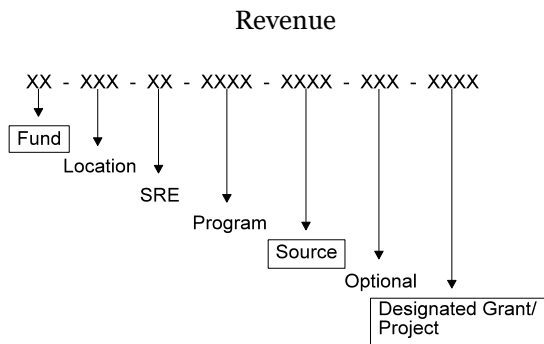 Revenue
XX - XXX - XX - XXXX - XXXX - XXX - XXXX
Fund
Location
SRE
Program
Source
Optional
Designated Grant/
Project